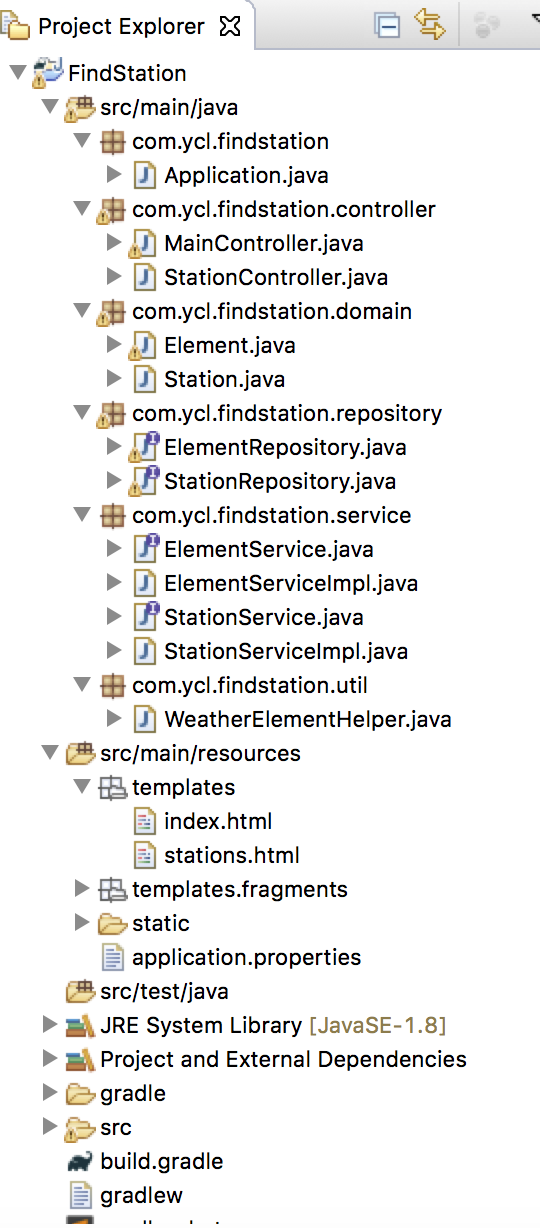 Project Explorer
FindStation
src/main/java
com.ycl.findstation
Application.java
com.ycl.findstation.controller
MainController.java
StationController.java
com.ycl.findstation.domain
Element.java
Station.java
com.ycl.findstation.repository
ElementRepository.java
StationRepository.java
com.ycl.findstation.service
ElementService.java
ElementServiceImpl.java
StationService.java
StationServiceImpl.java
com.ycl.findstation.util
WeatherElementHelper.java
src/main/resources
templates
index.html
stations.html
templates.fragments
static
application.properties
src/test/java
JRE System Library [JavaSE-1.8]
Project and External Dependencies
gradle
src
build.gradle
gradlew